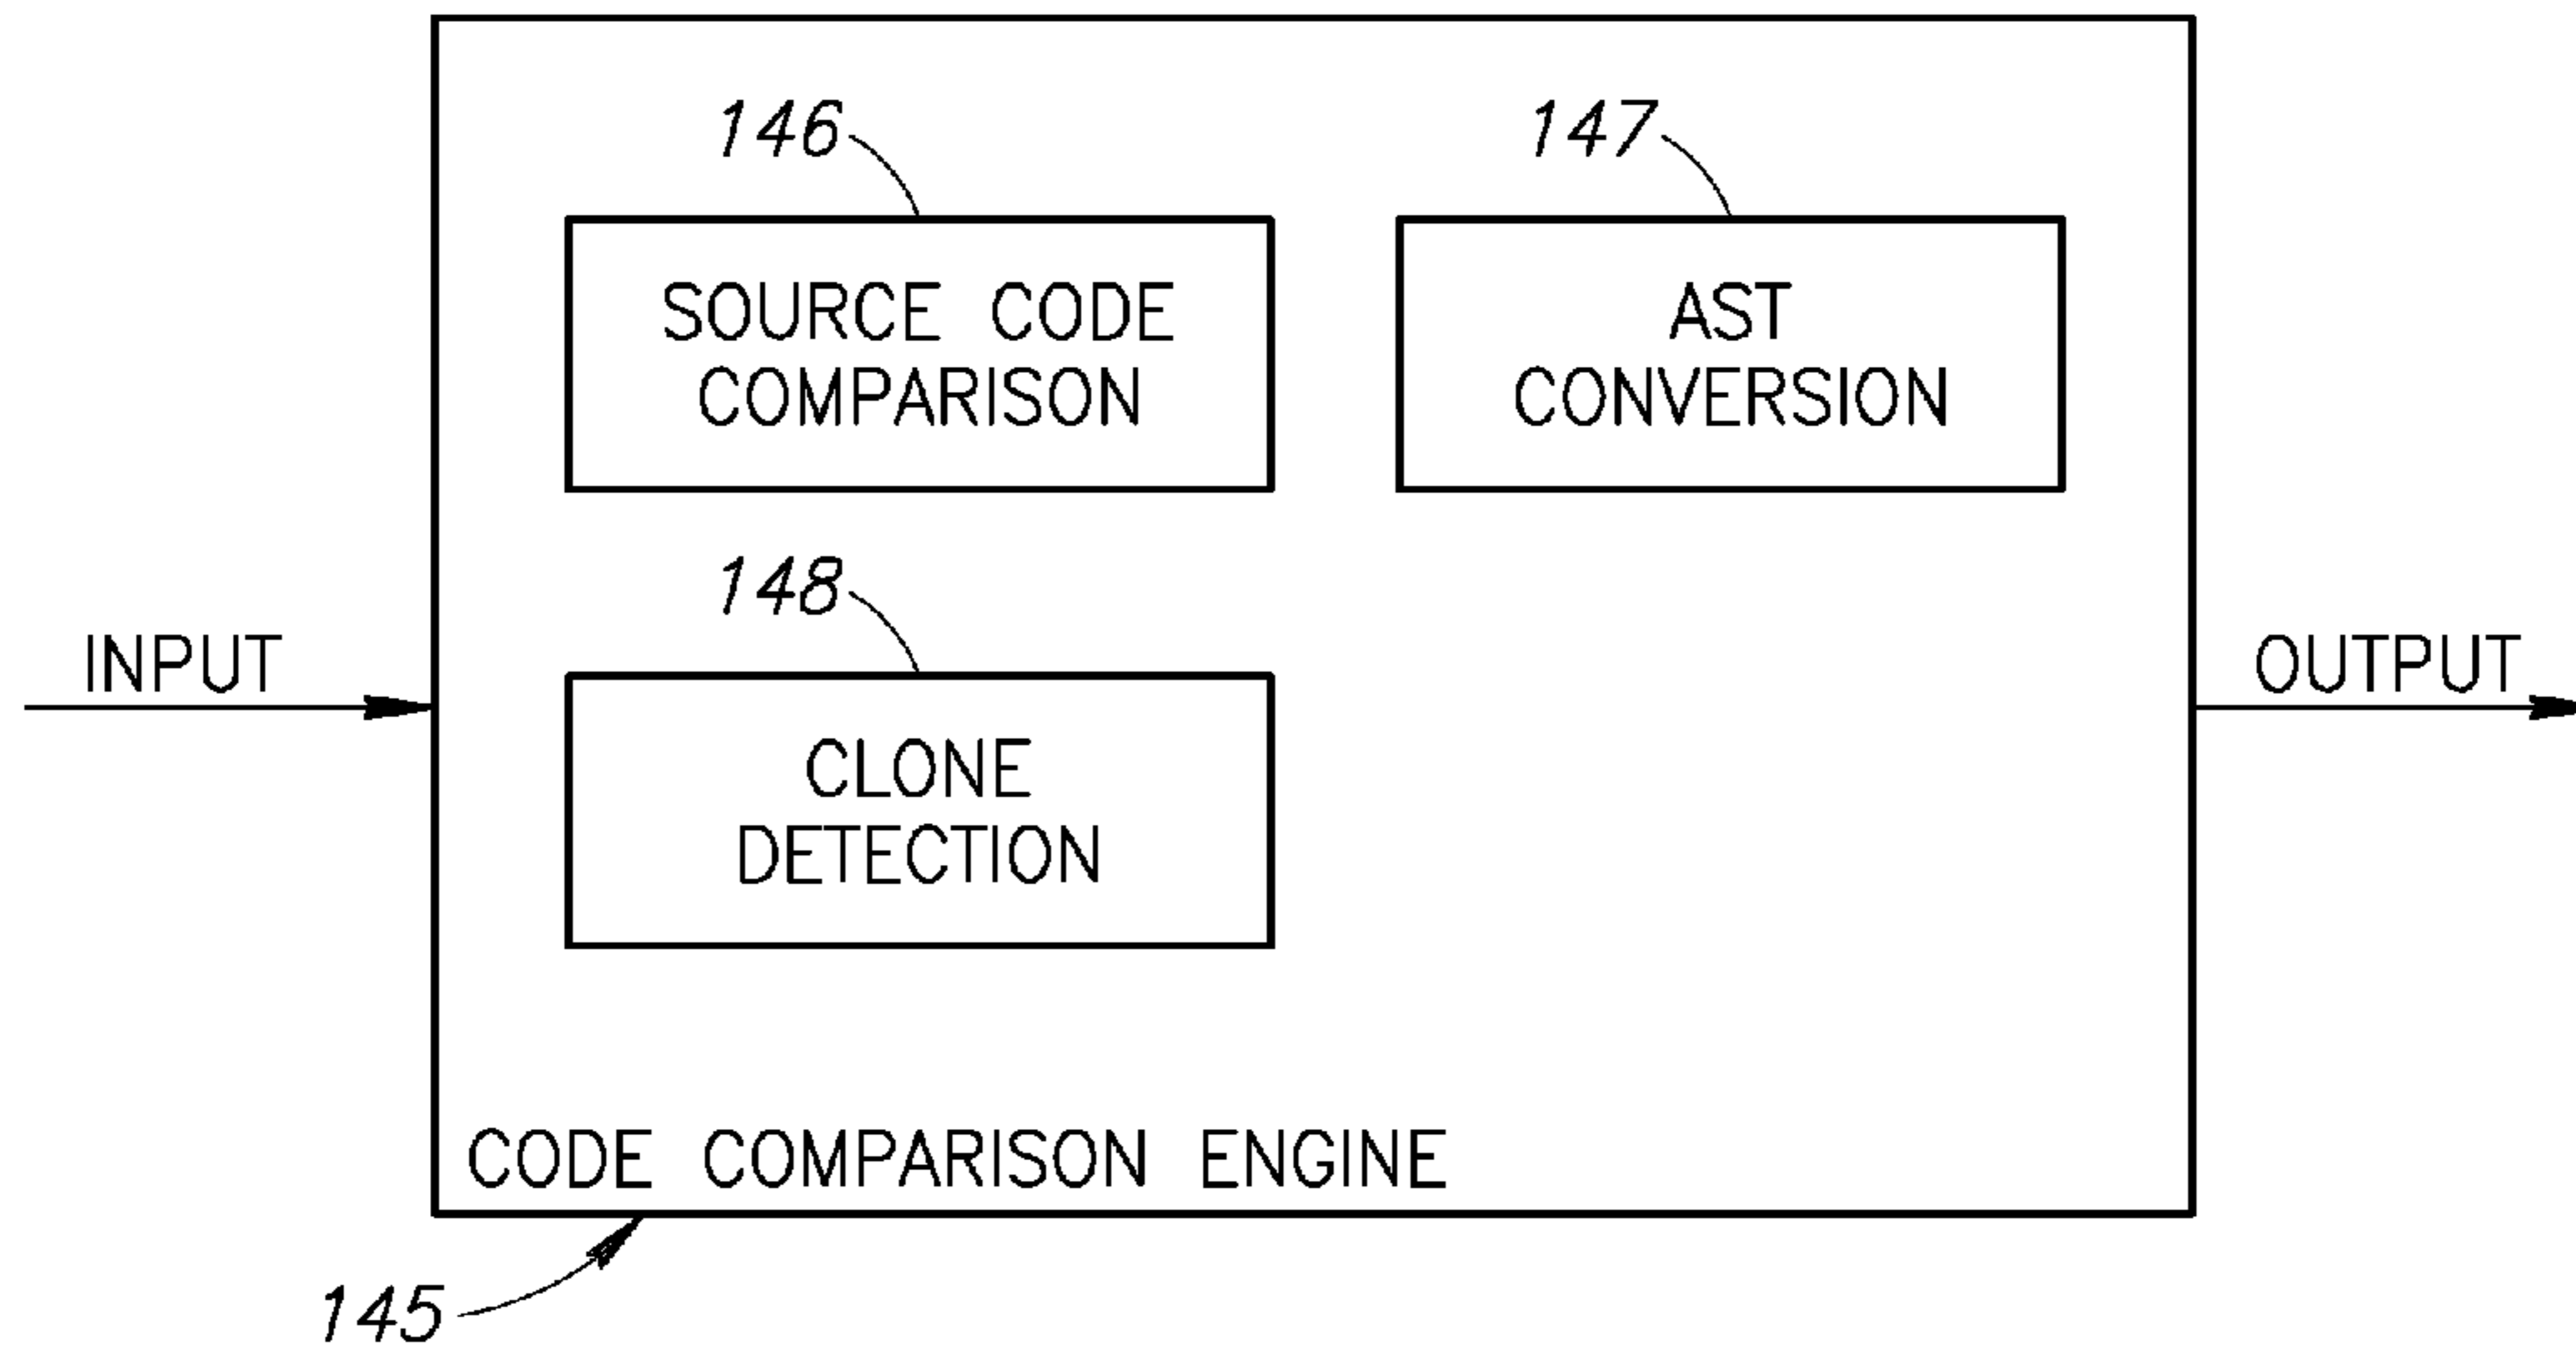 146
147
SOURCE CODE
COMPARISON
AST
CONVERSION
148
CLONE
DETECTION
INPUT
OUTPUT
CODE COMPARISON ENGINE
145